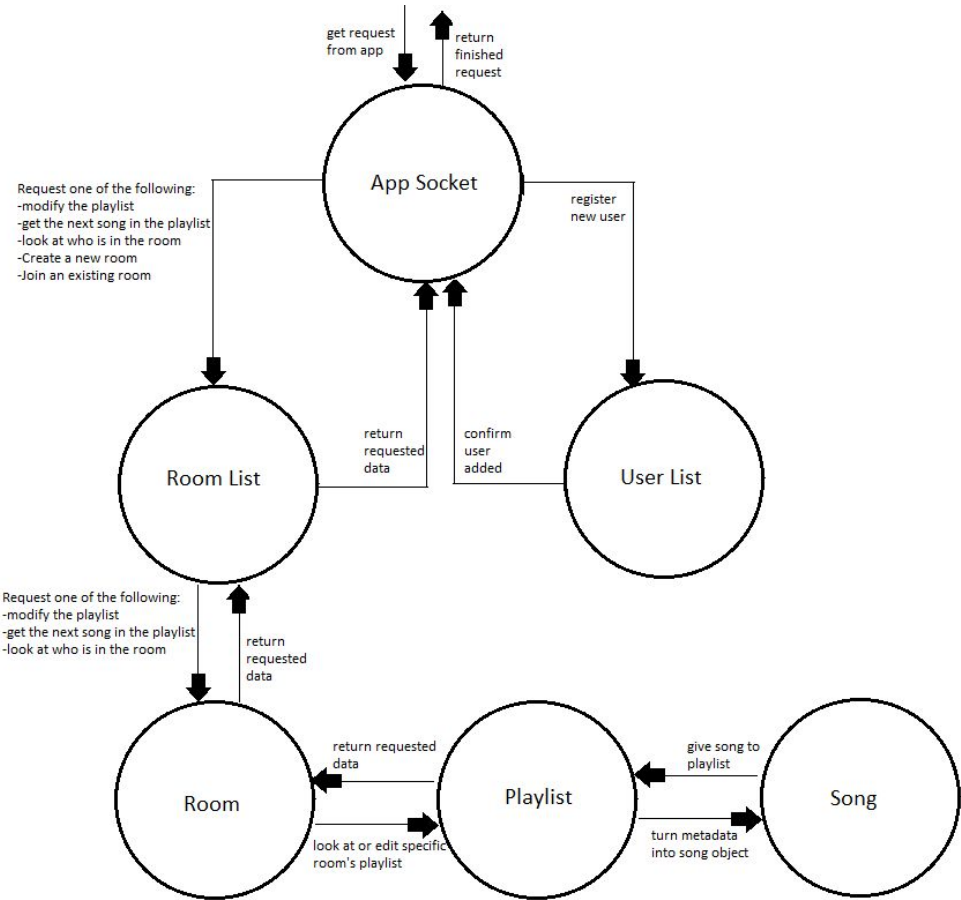 get request
from app
return
finished
request
App Socket
Request one of the following:
-modify the playlist
-get the next song in the playlist
-look at who is in the room
-Create a new room
-Join an existing room
register
new user
return
requested
data
confirm
user
added
Room List
User List
Request one of the following:
-modify the playlist
-get the next song in the playlist
-look at who is in the room
return
requested
data
return requested
data
give song to
playlist
Room
Playlist
Song
look at or edit specific
room's playlist
turn metadata
into song object